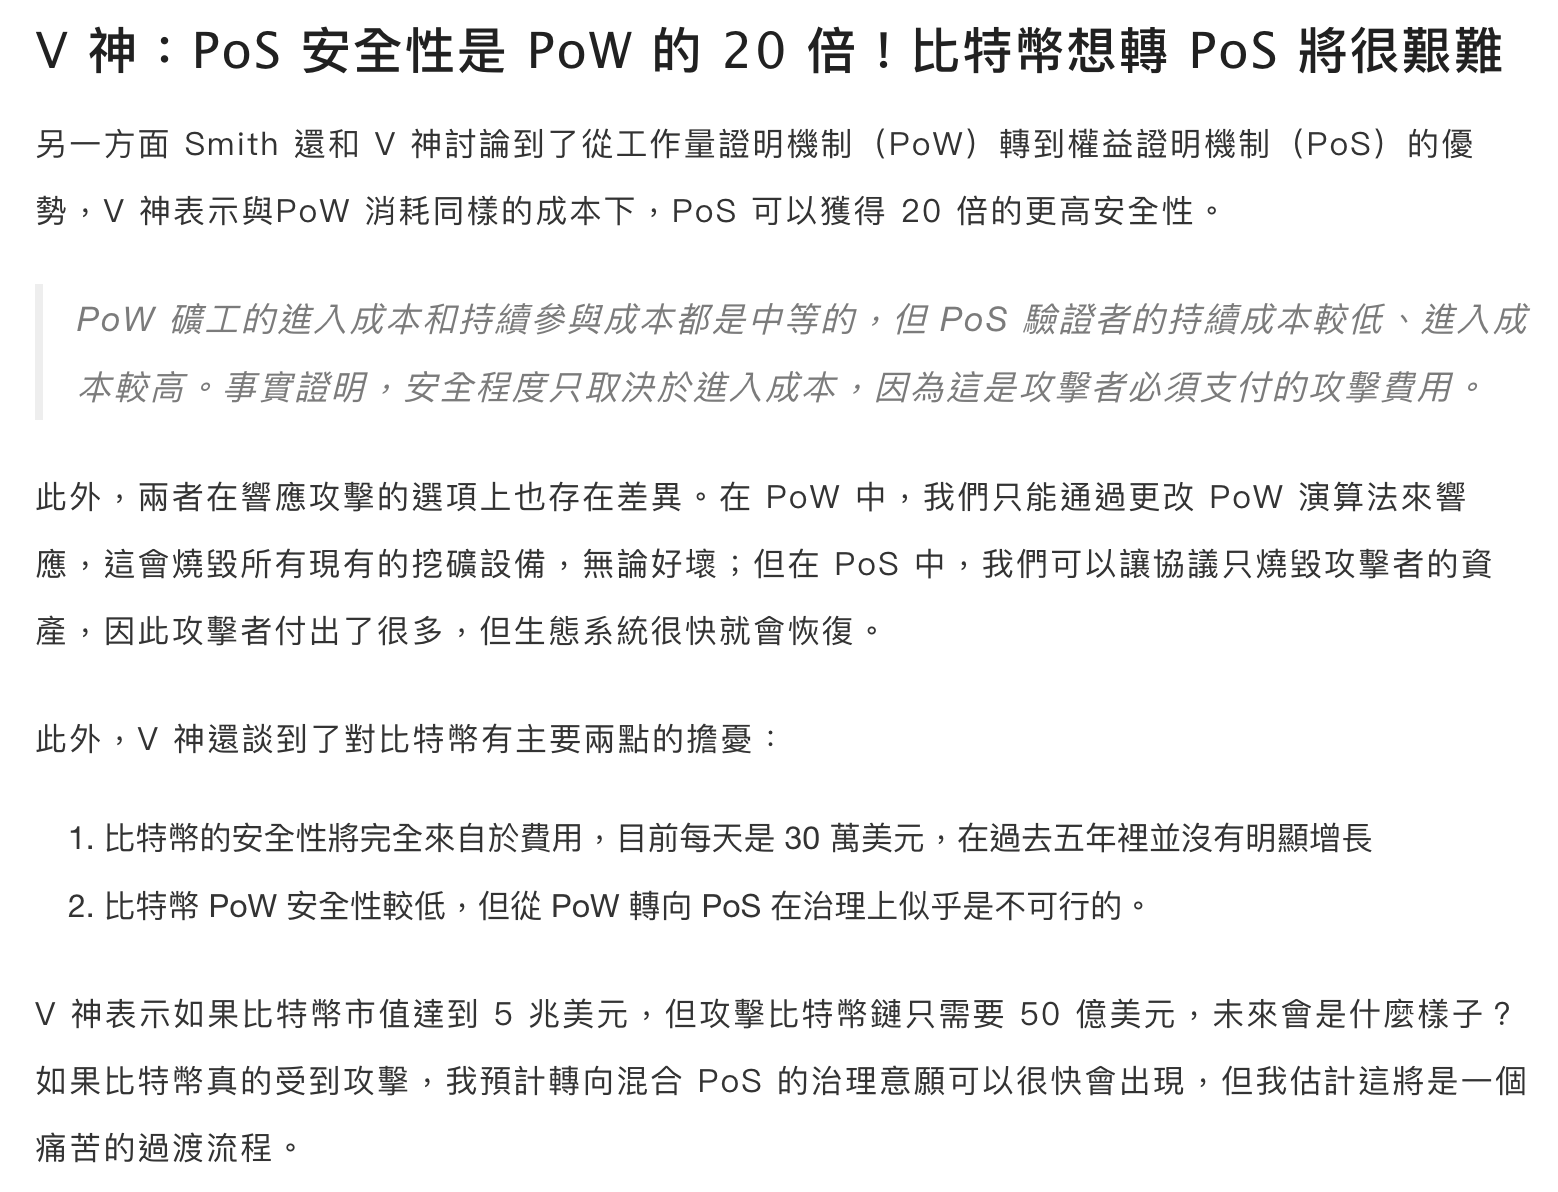 V 神：PoS 安全性是 PoW 的 20 倍！比特幣想轉 PoS 將很艱難
另一方面 Smith 還和 V 神討論到了從工作量證明機制（PoW）轉到權益證明機制（PoS）的優
勢，V 神表示與PoW 消耗同樣的成本下，PoS 可以獲得 20 倍的更高安全性。
PoW 礦工的進入成本和持續參與成本都是中等的，但 PoS 驗證者的持續成本較低、進入成
本較高。事實證明，安全程度只取決於進入成本，因為這是攻擊者必須支付的攻擊費用。
此外，兩者在響應攻擊的選項上也存在差異。在 PoW 中，我們只能通過更改 PoW 演算法來響
應，這會燒毀所有現有的挖礦設備，無論好壞；但在 PoS 中，我們可以讓協議只燒毀攻擊者的資
產，因此攻擊者付出了很多，但生態系統很快就會恢復。
此外，V 神還談到了對比特幣有主要兩點的擔憂：
1. 比特幣的安全性將完全來自於費用，目前每天是 30 萬美元，在過去五年裡並沒有明顯增長
2. 比特幣 PoW 安全性較低，但從 PoW 轉向 PoS 在治理上似乎是不可行的。
V 神表示如果比特幣市值達到 5 兆美元，但攻擊比特幣鏈只需要 50 億美元，未來會是什麼樣子？
如果比特幣真的受到攻擊，我預計轉向混合 PoS 的治理意願可以很快會出現，但我估計這將是一個
痛苦的過渡流程。